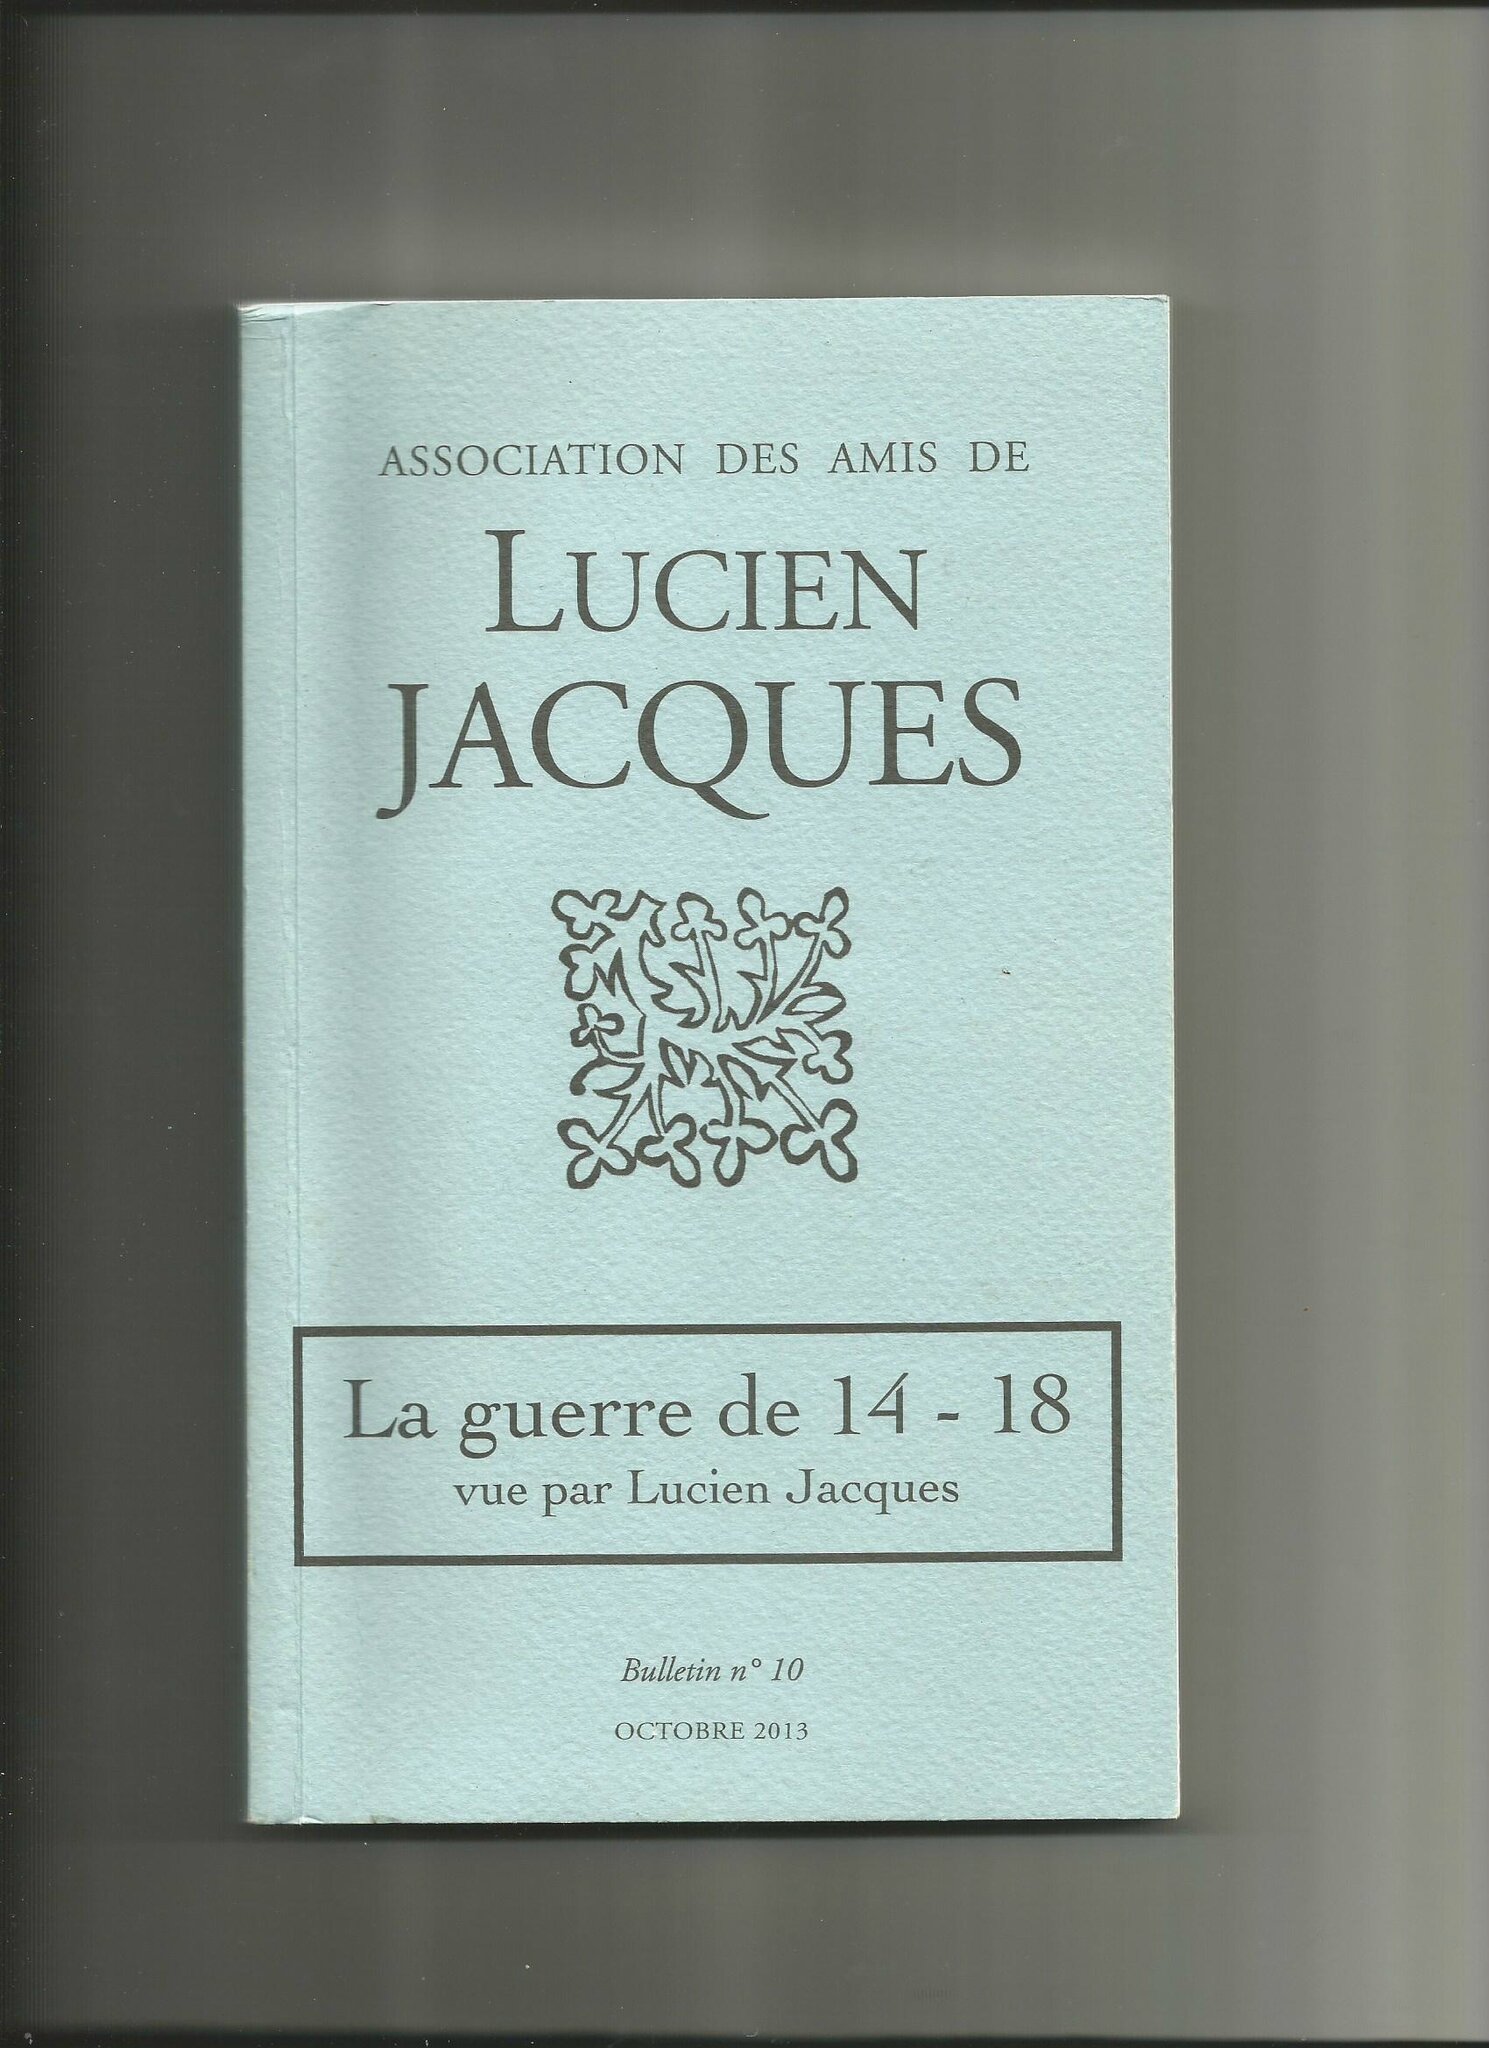 ASSOCIATION DES AMIS DE
LUCIEN
JACQUES
La guerre de 14 - 18
vue par Lucien Jacques
Bulletin n° 10
OCTOBRE 2013